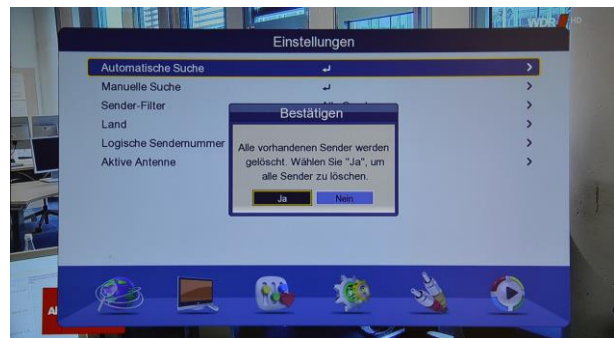 WDR HD
Einstellungen
Automatische Suche
Manuelle Suche
Sender-Filter
Land
Logische Sendernummer
Aktive Antenne
Bestätigen
Alle vorhandenen Sender werden
gelöscht. Wählen Sie "Ja", um
alle Sender zu löschen.
Ja Nein